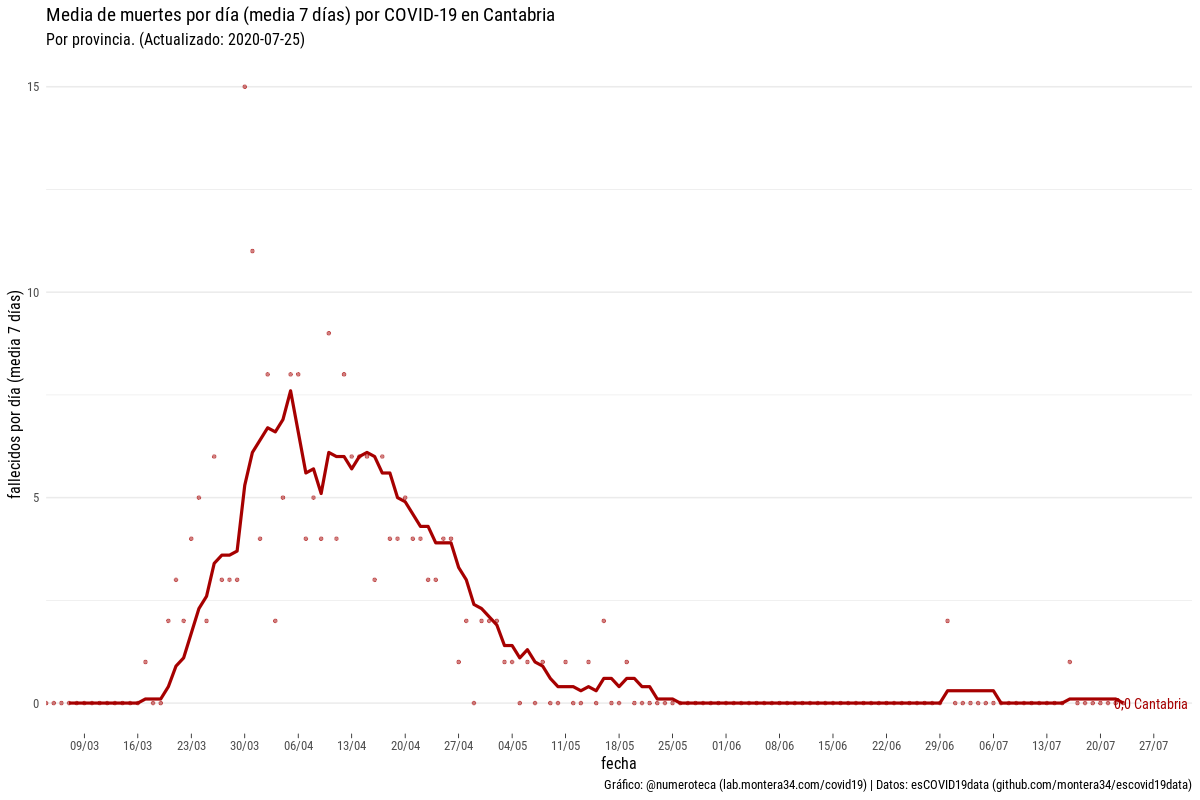 Media de muertes por día (media 7 días) por COVID-19 en Cantabria
Por provincia. (Actualizado: 2020-07-25)
fallecidos por día (media 7 días)
15
10
5
0
0,0 Cantabria
09/03 16/03 23/03 30/03 06/04 13/04 20/04 27/04 04/05 11/05 18/05 25/05 01/06 08/06 15/06 22/06 29/06 06/07 13/07 20/07 27/07
fecha
Gráfico: @numeroteca (lab.montera34.com/covid19) | Datos: esCOVID19data (github.com/montera34/escovid19data)